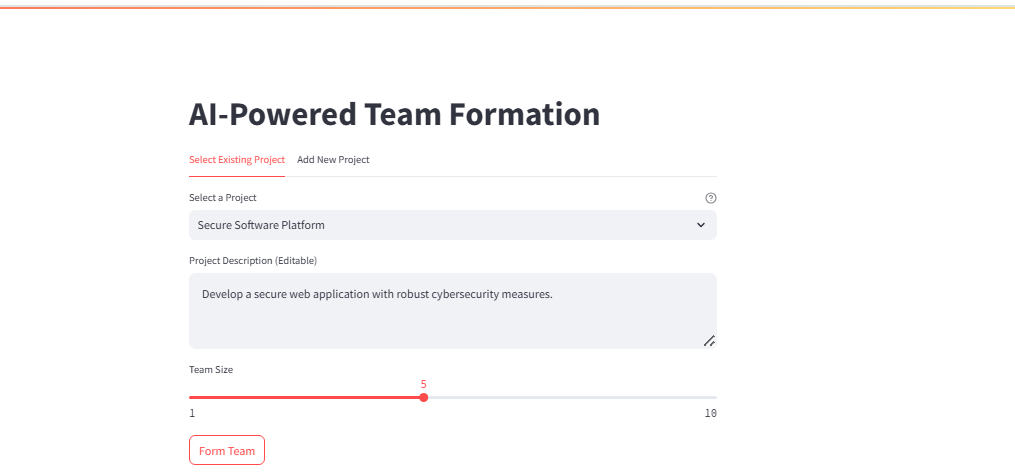 AI-Powered Team Formation
Select Existing Project Add New Project
Select a Project
Secure Software Platform
Project Description (Editable)
Develop a secure web application with robust cybersecurity measures.
Team Size
5
1 10
Form Team